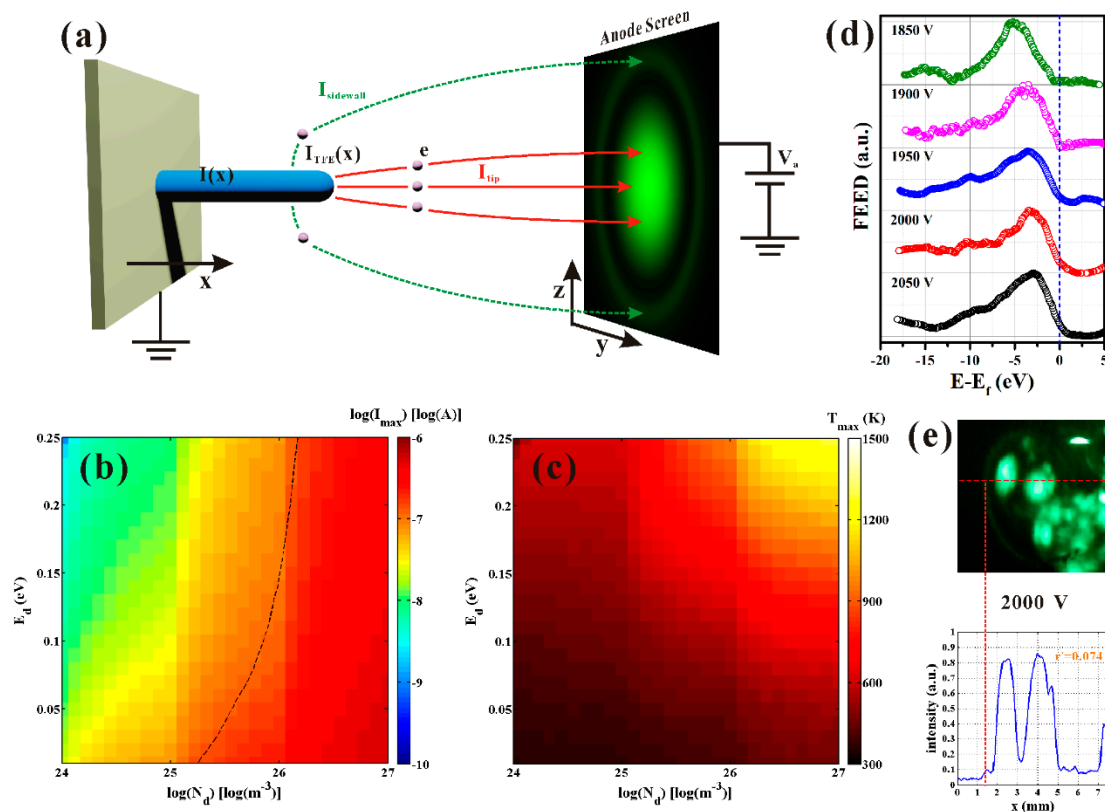 (a)
Anode Screen
I_sidewall
I_TF/E(x)
e
I(x)
I_tip
V_a
x
z
y
(d)
1850 V
1900 V
1950 V
2000 V
2050 V
FEED (a.u.)
-20 -15 -10 -5 0 5
E-E_f (eV)
log(I_max) [log(A)]
(b)
0.25
0.2
0.15
0.1
0.05
E_d (eV)
24 25 26 27
log(N_d) [log(m^-3)]
-6
-7
-8
-9
-10
T_max (K)
(c)
0.25
0.2
0.15
0.1
0.05
E_d (eV)
24 25 26 27
log(N_d) [log(m^-3)]
1500
1200
900
600
300
(e)
2000 V
r'=0.074
1
0.9
0.8
0.7
0.6
0.5
0.4
0.3
0.2
0.1
0
intensity (a.u.)
0 1 2 3 4 5 6 7
x (mm)